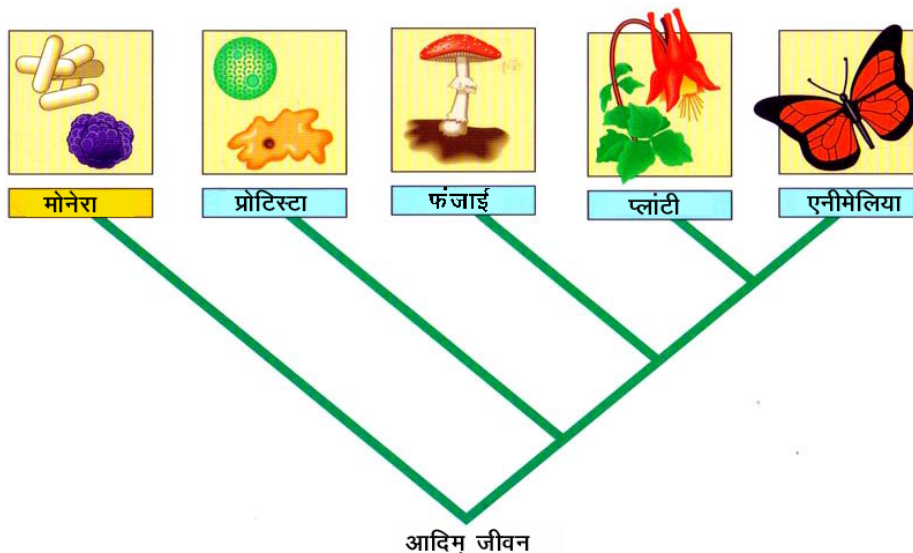 मोनेरा
प्रोटिस्टा
फंजाई
प्लांटी
एनीमेलिया
आदिम् जीवन